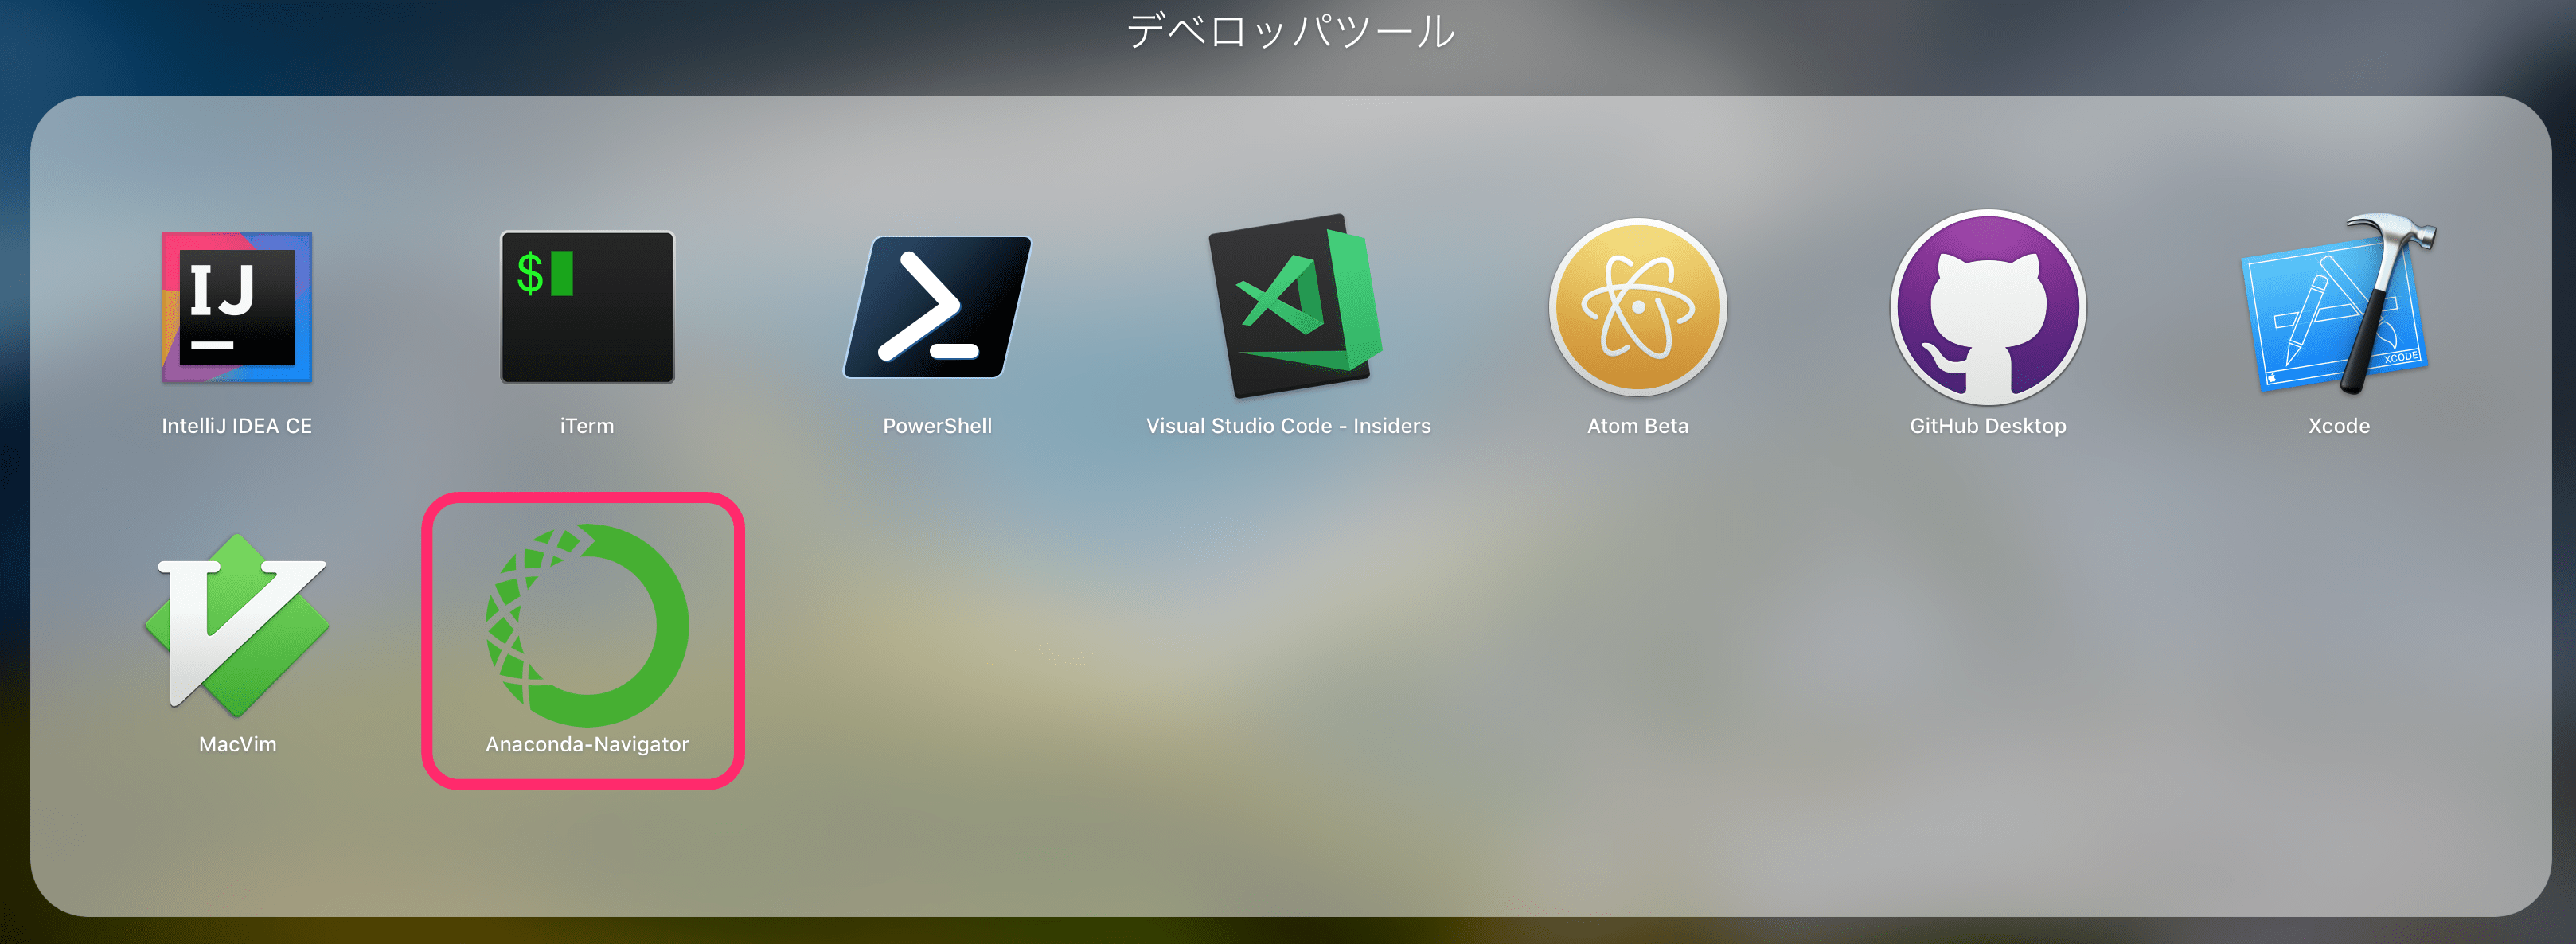 デベロッパツール
IJ
$
XCODE
IntelliJ IDEA CE
iTerm
PowerShell
Visual Studio Code - Insiders
Atom Beta
GitHub Desktop
Xcode
MacVim
Anaconda-Navigator